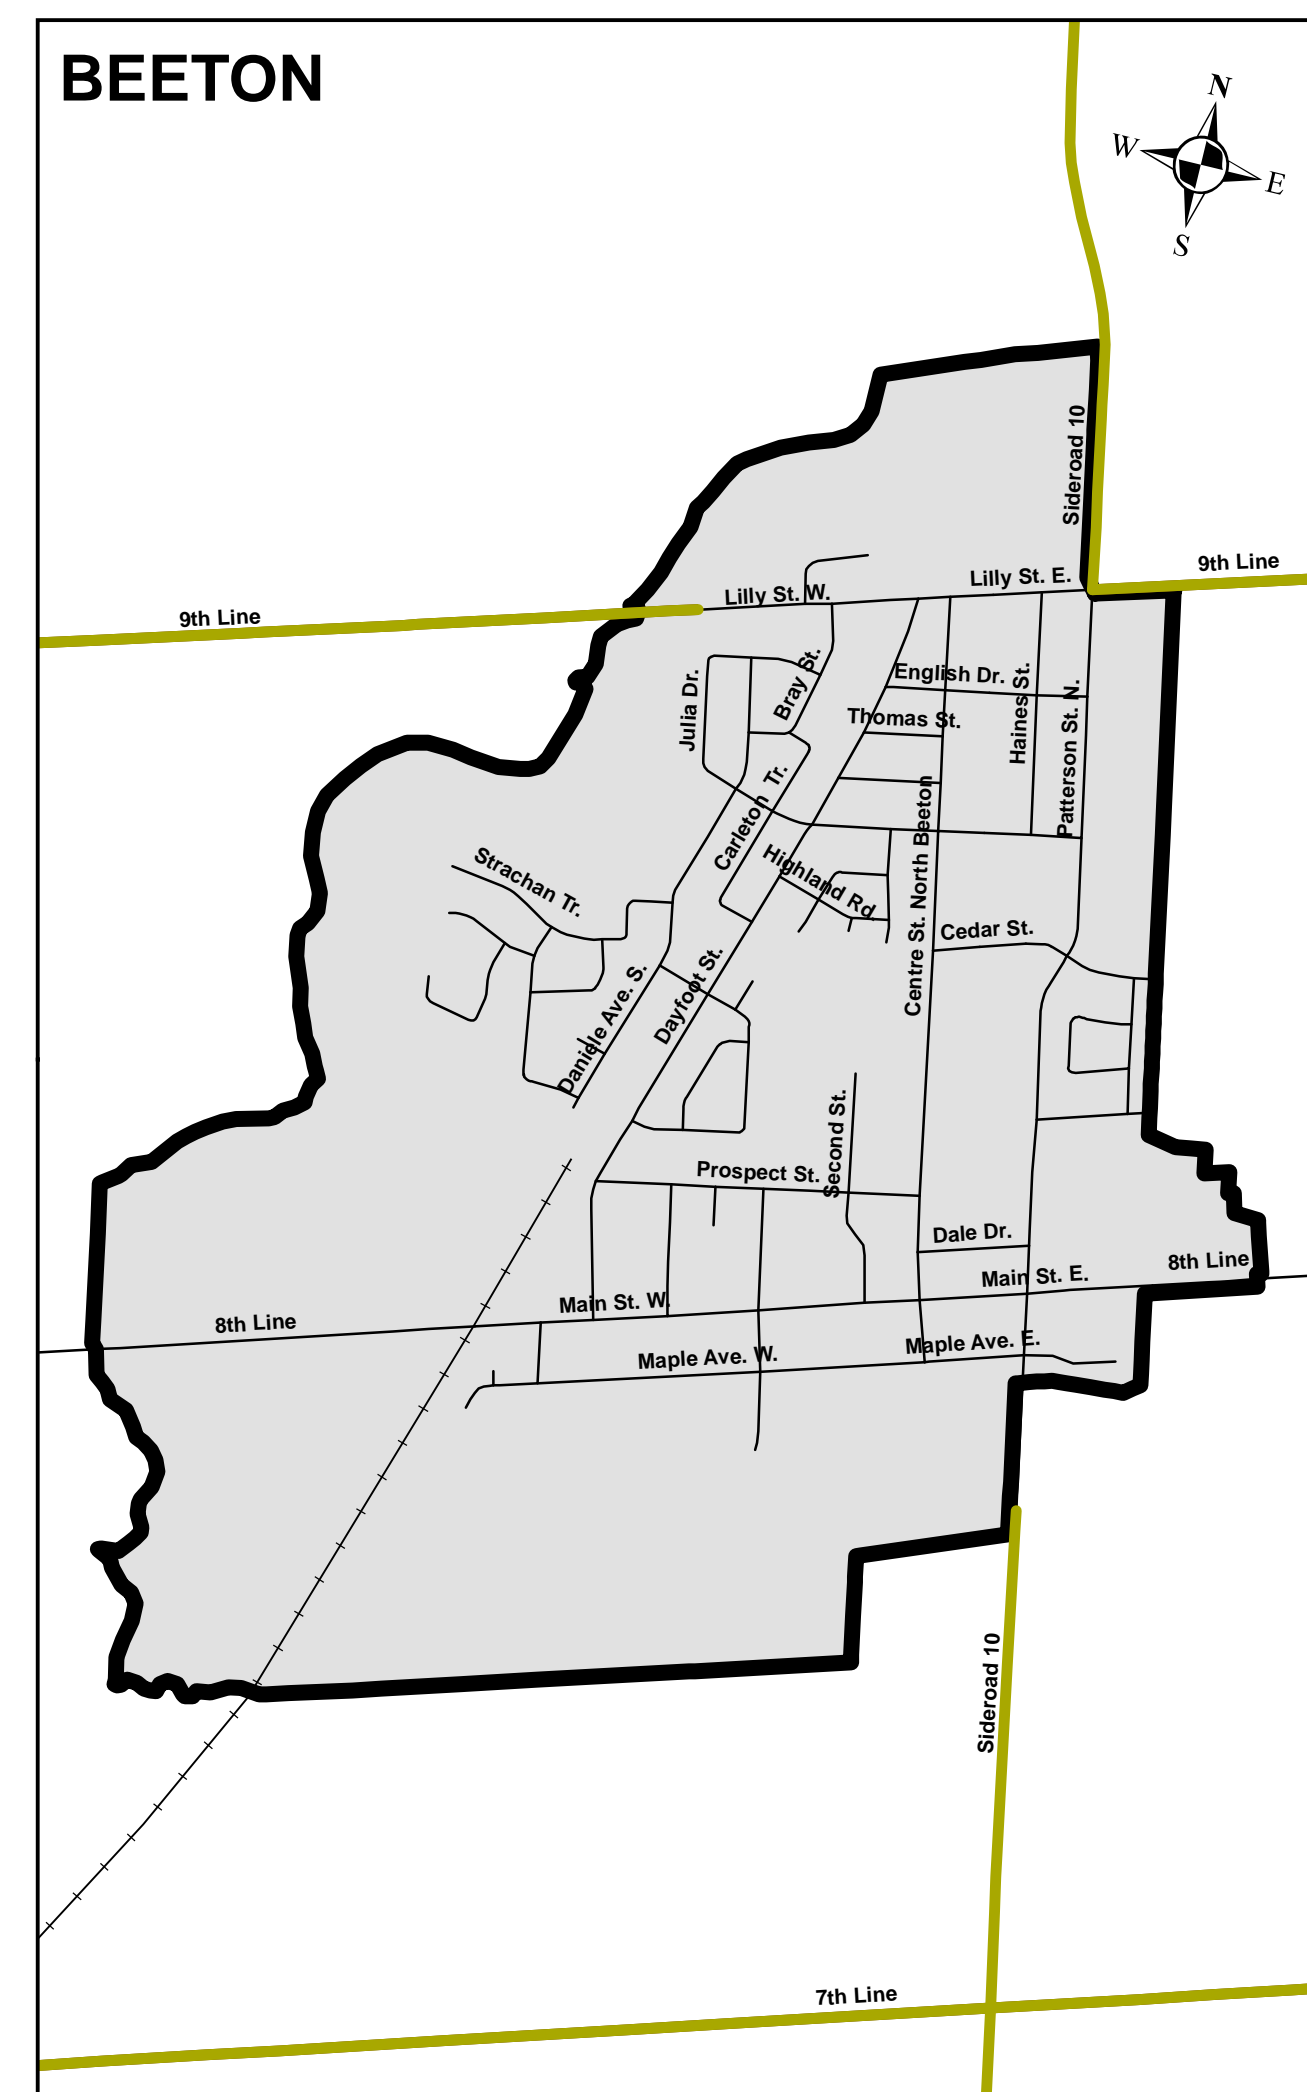 BEETON
N
W
E
S
Sideroad 10
9th Line
Lilly St. E.
Lilly St. W.
9th Line
Bray St.
English Dr.
Haines St.
Julia Dr.
Thomas St.
Patterson St. N.
Carleton Tr.
Centre St. North Beeton
Highland Rd.
Strachan Tr.
Cedar St.
Daniele Ave. S.
Dayfoot St.
Second St.
Prospect St.
Dale Dr.
8th Line
Main St. E.
Main St. W.
8th Line
Maple Ave. E.
Maple Ave. W.
Sideroad 10
7th Line